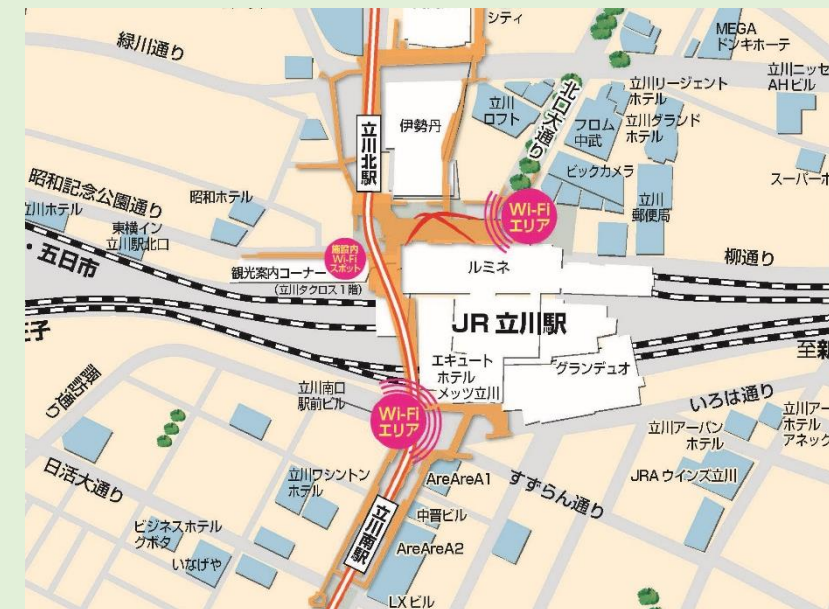 シティ
MEGA
ドンキホーテ
緑川通り
立川ニッセ
AHビル
立川リージェント
ホテル
北口大通り
立川
ロフト
伊勢丹
フロム
中武
立川グランド
ホテル
立川北駅
ビックカメラ
スーパーホ
昭和記念公園通り
昭和ホテル
立川ホテル
東横イン
立川駅北口
Wi-Fi
エリア
立川
郵便局
・五日市
施設内
Wi-Fi
スポット
観光案内コーナー
(立川タクロス1階)
ルミネ
柳通り
JR 立川駅
王子
至新
エキュート
ホテル
メッツ立川
グランデュオ
諏訪通り
立川南口
駅前ビル
Wi-Fi
エリア
いろは通り
立川アーバン
ホテル
立川アー
ホテル
アネック
日活大通り
立川ワシントン
ホテル
AreAreA1
すずらん通り
JRAウインズ立川
中晋ビル
ビジネスホテル
グボタ
立川南駅
AreAreA2
いなげや
LXビル